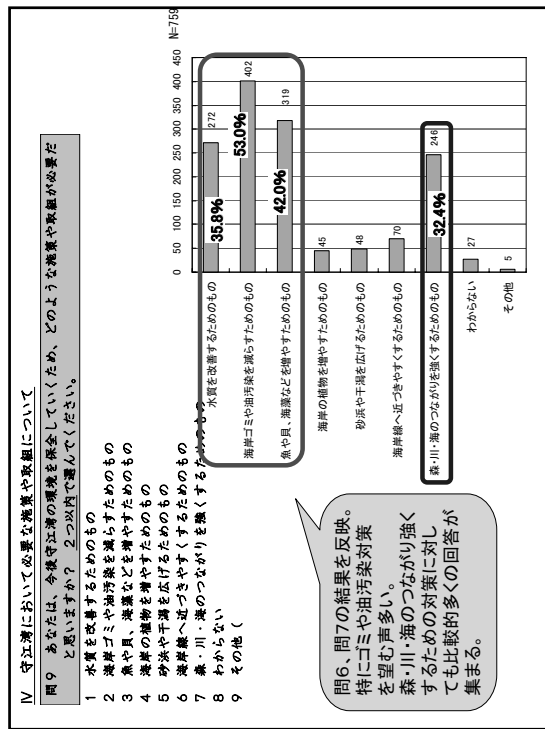 Ⅳ 守江湾において必要な施策や取組について
問9 あなたは、今後守江湾の環境を保全していくため、どのような施策や取組が必要だ
と思いますか? 2つ以内で選んでください。
1 水質を改善するためのもの
2 海岸ゴミや油汚染を減らすためのもの
3 魚や貝、海藻などを増やすためのもの
4 海岸の植物を増やすためのもの
5 砂浜や干潟を広げるためのもの
6 海岸線へ近づきやすくするためのもの
7 森・川・海のつながりを強くするためのもの
8 わからない
9 その他(
問6、問7の結果を反映。
特にゴミや油汚染対策
を望む声多い。
森・川・海のつながり強く
するための対策に対し
ても比較的多くの回答が
集まる。
N=759
0 50 100 150 200 250 300 350 400 450
水質を改善するためのもの 35.8% 272
海岸ゴミや油汚染を減らすためのもの 53.0% 402
魚や貝、海藻などを増やすためのもの 42.0% 319
海岸の植物を増やすためのもの 45
砂浜や干潟を広げるためのもの 48
海岸線へ近づきやすくするためのもの 70
森・川・海のつながりを強くするためのもの 32.4% 246
わからない 27
その他 5